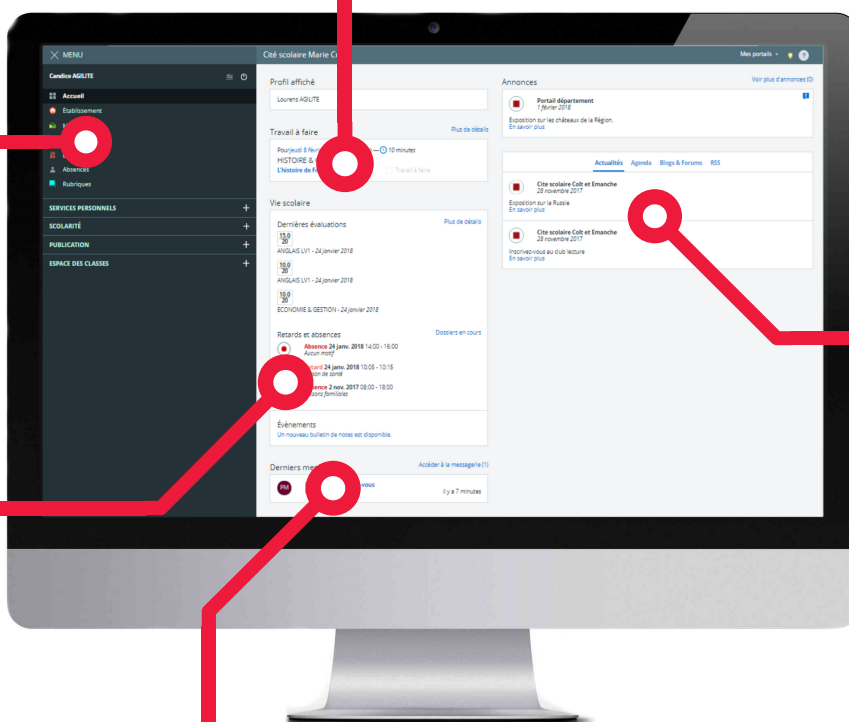 MENU
Candice AGILITE
Accueil
Etablissement
Absences
Rubriques
SERVICES PERSONNELS +
SCOLARITÉ +
PUBLICATION +
ESPACE DES CLASSES +
Cité scolaire Marie
Mes portails
?
Profil affiché
Lourens AGILITE
Travail à faire
Plus de détails
Pour jeudi 8
— 10 minutes
HISTOIRE &
L'histoire de
Travail à faire
Vie scolaire
Dernières évaluations
Plus de détails
15.0
20
ANGLAIS LV1 - 24 janvier 2018
10.0
20
ANGLAIS LV1 - 24 janvier 2018
10.0
20
ECONOMIE & GESTION - 24 janvier 2018
Retards et absences
Dossiers en cours
Absence 24 janv. 2018 14:00 - 16:00
Aucun motif
24 janv. 2018 10:05 - 10:15
de santé
2 nov. 2017 08:00 - 18:00
familiales
Évènements
Un nouveau bulletin de notes est disponible.
Derniers
Accéder à la messagerie (1)
PM
-vous
il y a 7 minutes
Annonces
Voir plus d'annonces (0)
Portail département
1 février 2018
Exposition sur les châteaux de la Région.
En savoir plus
Actualités Agenda Blogs & Forums RSS
Cite scolaire Colt et Emanche
28 novembre 2017
Exposition sur la Russie
En savoir plus
Cite scolaire Colt et Emanche
28 novembre 2017
Inscrivez-vous au club lecture
En savoir plus